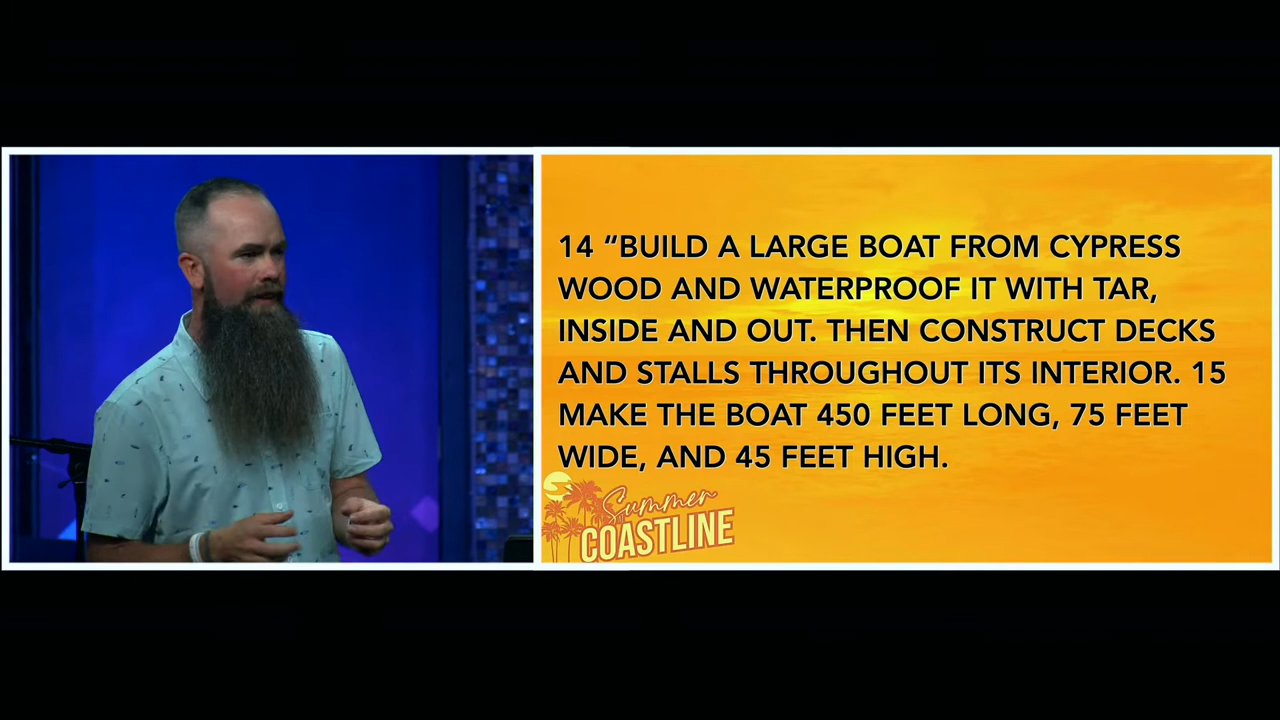 14 “BUILD A LARGE BOAT FROM CYPRESS
WOOD AND WATERPROOF IT WITH TAR,
INSIDE AND OUT. THEN CONSTRUCT DECKS
AND STALLS THROUGHOUT ITS INTERIOR. 15
MAKE THE BOAT 450 FEET LONG, 75 FEET
WIDE, AND 45 FEET HIGH.
Summer
COASTLINE